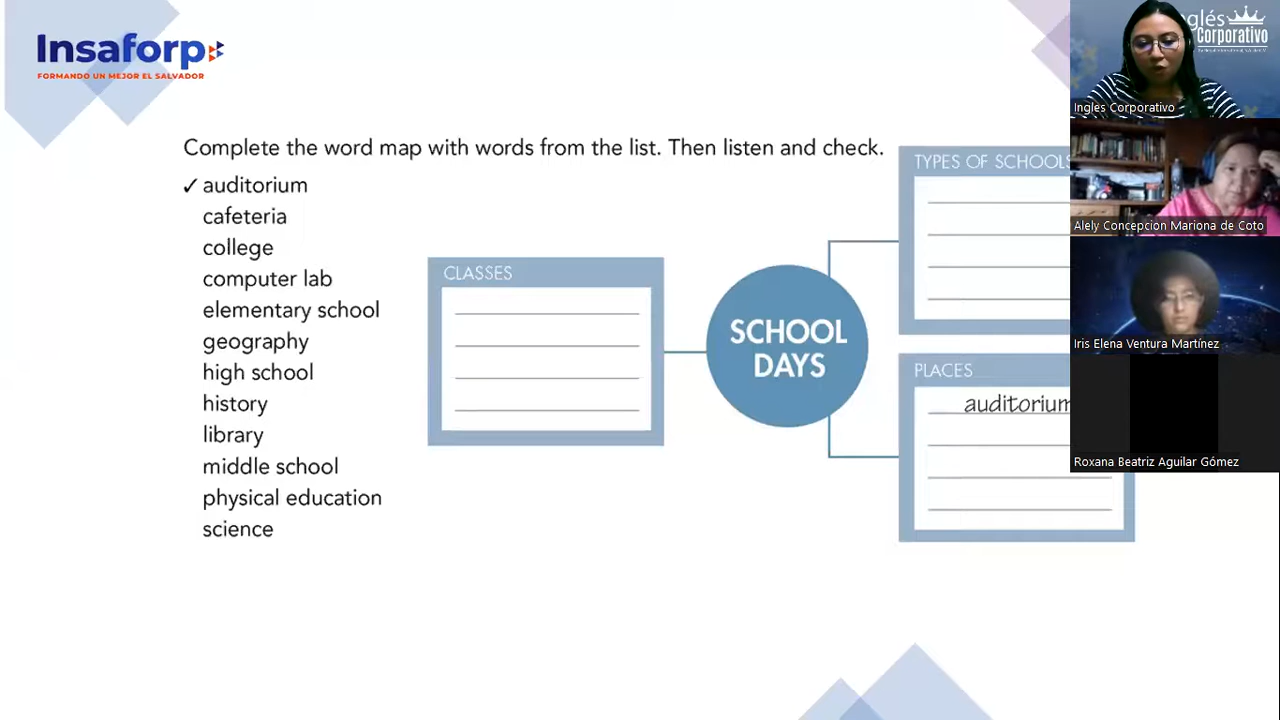 Insaforp
FORMANDO UN MEJOR EL SALVADOR
Complete the word map with words from the list. Then listen and check.
✓ auditorium
cafeteria
college
computer lab
elementary school
geography
high school
history
library
middle school
physical education
science
CLASSES
SCHOOL
DAYS
TYPES OF SCHOOLS
PLACES
auditorium
Inglés
Corporativo
Ingles Corporativo
Alely Concepcion Mariona de Coto
Iris Elena Ventura Martínez
Roxana Beatriz Aguilar Gómez